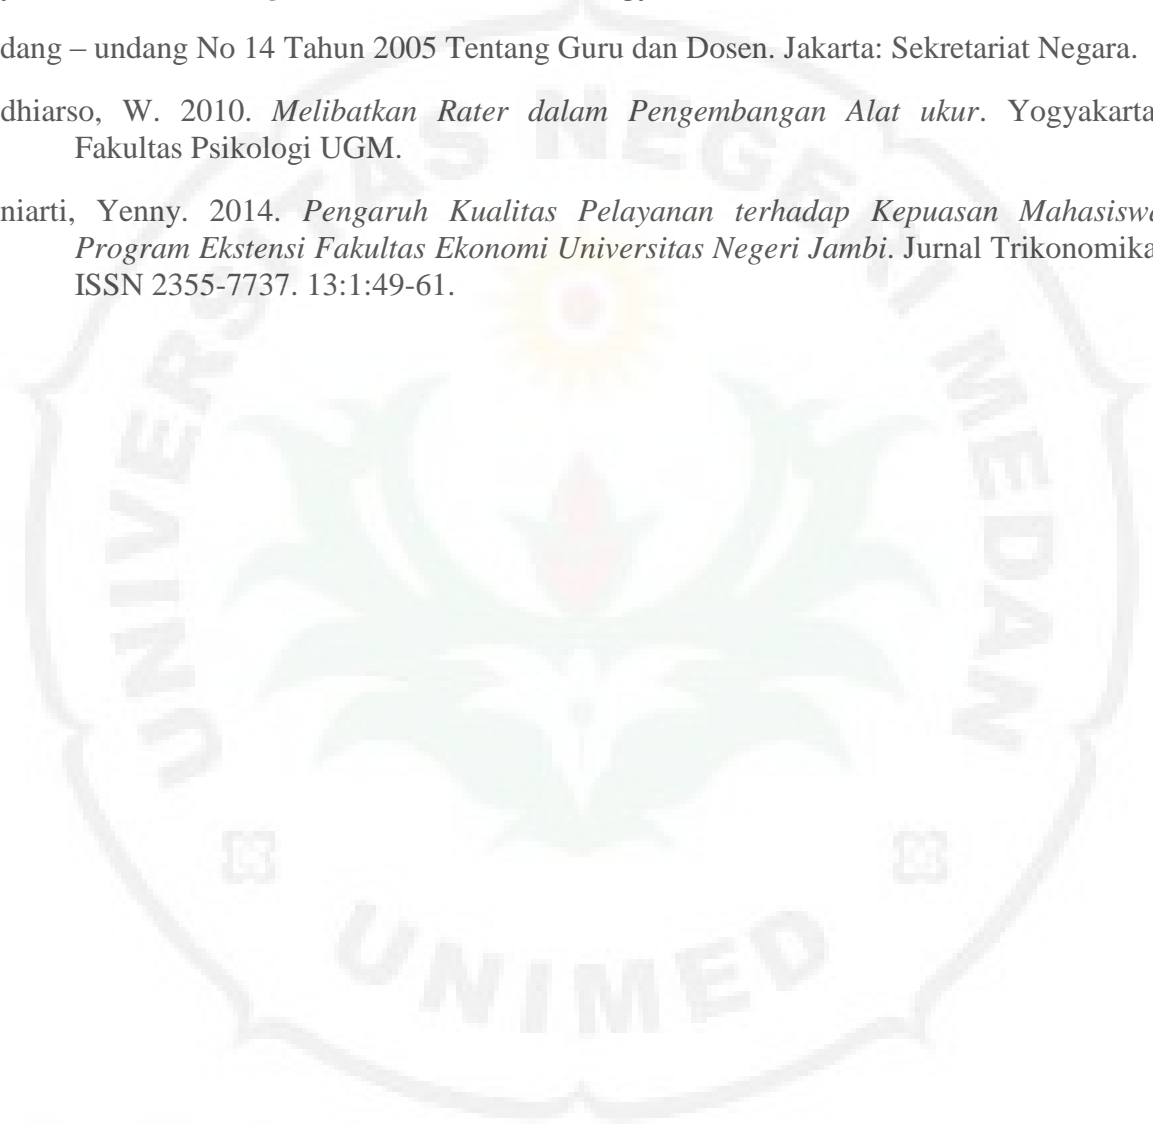 dang – undang No 14 Tahun 2005 Tentang Guru dan Dosen. Jakarta: Sekretariat Negara.
dhiarso, W. 2010. Melibatkan Rater dalam Pengembangan Alat ukur. Yogyakarta
Fakultas Psikologi UGM.
niarti, Yenny. 2014. Pengaruh Kualitas Pelayanan terhadap Kepuasan Mahasiswa
Program Ekstensi Fakultas Ekonomi Universitas Negeri Jambi. Jurnal Trikonomika
ISSN 2355-7737. 13:1:49-61.
UNIVERSITAS NEGERI MEDAN
UNIMED